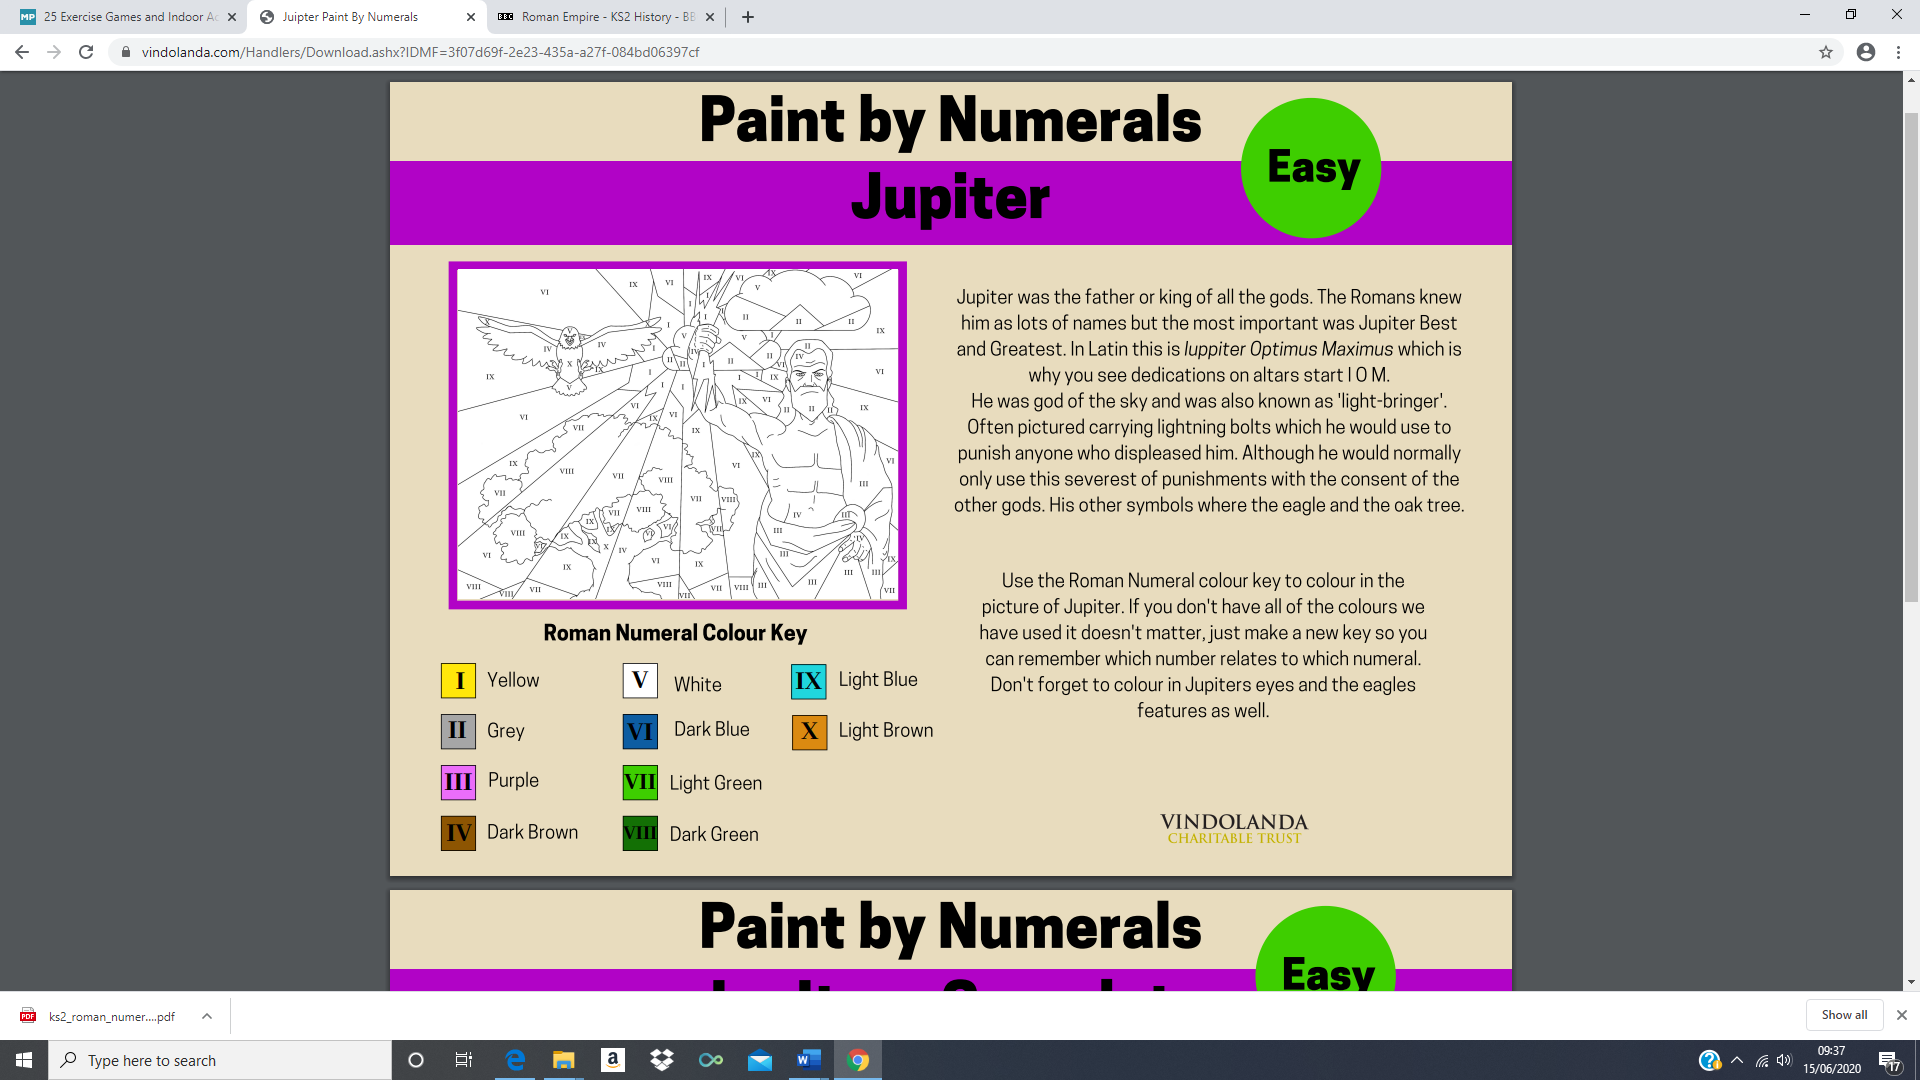 25 Exercise Games and Indoor Ac
Juipter Paint By Numerals
Roman Empire - KS2 History - BB
vindolanda.com/Handlers/Download.ashx?IDMF=3f07d69f-2e23-435a-a27f-084bd06397cf
Paint by Numerals
Easy
Jupiter
Jupiter was the father or king of all the gods. The Romans knew
him as lots of names but the most important was Jupiter Best
and Greatest. In Latin this is Iuppiter Optimus Maximus which is
why you see dedications on altars start I O M.
He was god of the sky and was also known as 'light-bringer'.
Often pictured carrying lightning bolts which he would use to
punish anyone who displeased him. Although he would normally
only use this severest of punishments with the consent of the
other gods. His other symbols where the eagle and the oak tree.
Use the Roman Numeral colour key to colour in the
picture of Jupiter. If you don't have all of the colours we
have used it doesn't matter, just make a new key so you
can remember which number relates to which numeral.
Don't forget to colour in Jupiters eyes and the eagles
features as well.
Roman Numeral Colour Key
I Yellow
II Grey
III Purple
IV Dark Brown
V White
VI Dark Blue
VII Light Green
VIII Dark Green
IX Light Blue
X Light Brown
VINDOLANDA
CHARITABLE TRUST
Paint by Numerals
Easy
ks2_roman_numer....pdf
Show all
Type here to search
09:37
15/06/2020
17